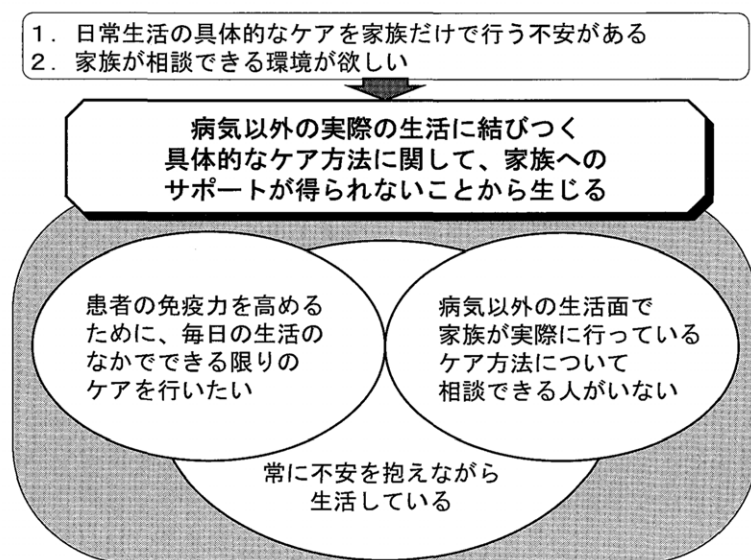 1．日常生活の具体的なケアを家族だけで行う不安がある
2．家族が相談できる環境が欲しい
病気以外の実際の生活に結びつく
具体的なケア方法に関して、家族への
サポートが得られないことから生じる
患者の免疫力を高める
ために、毎日の生活の
なかでできる限りの
ケアを行いたい
病気以外の生活面で
家族が実際に行っている
ケア方法について
相談できる人がいない
常に不安を抱えながら
生活している